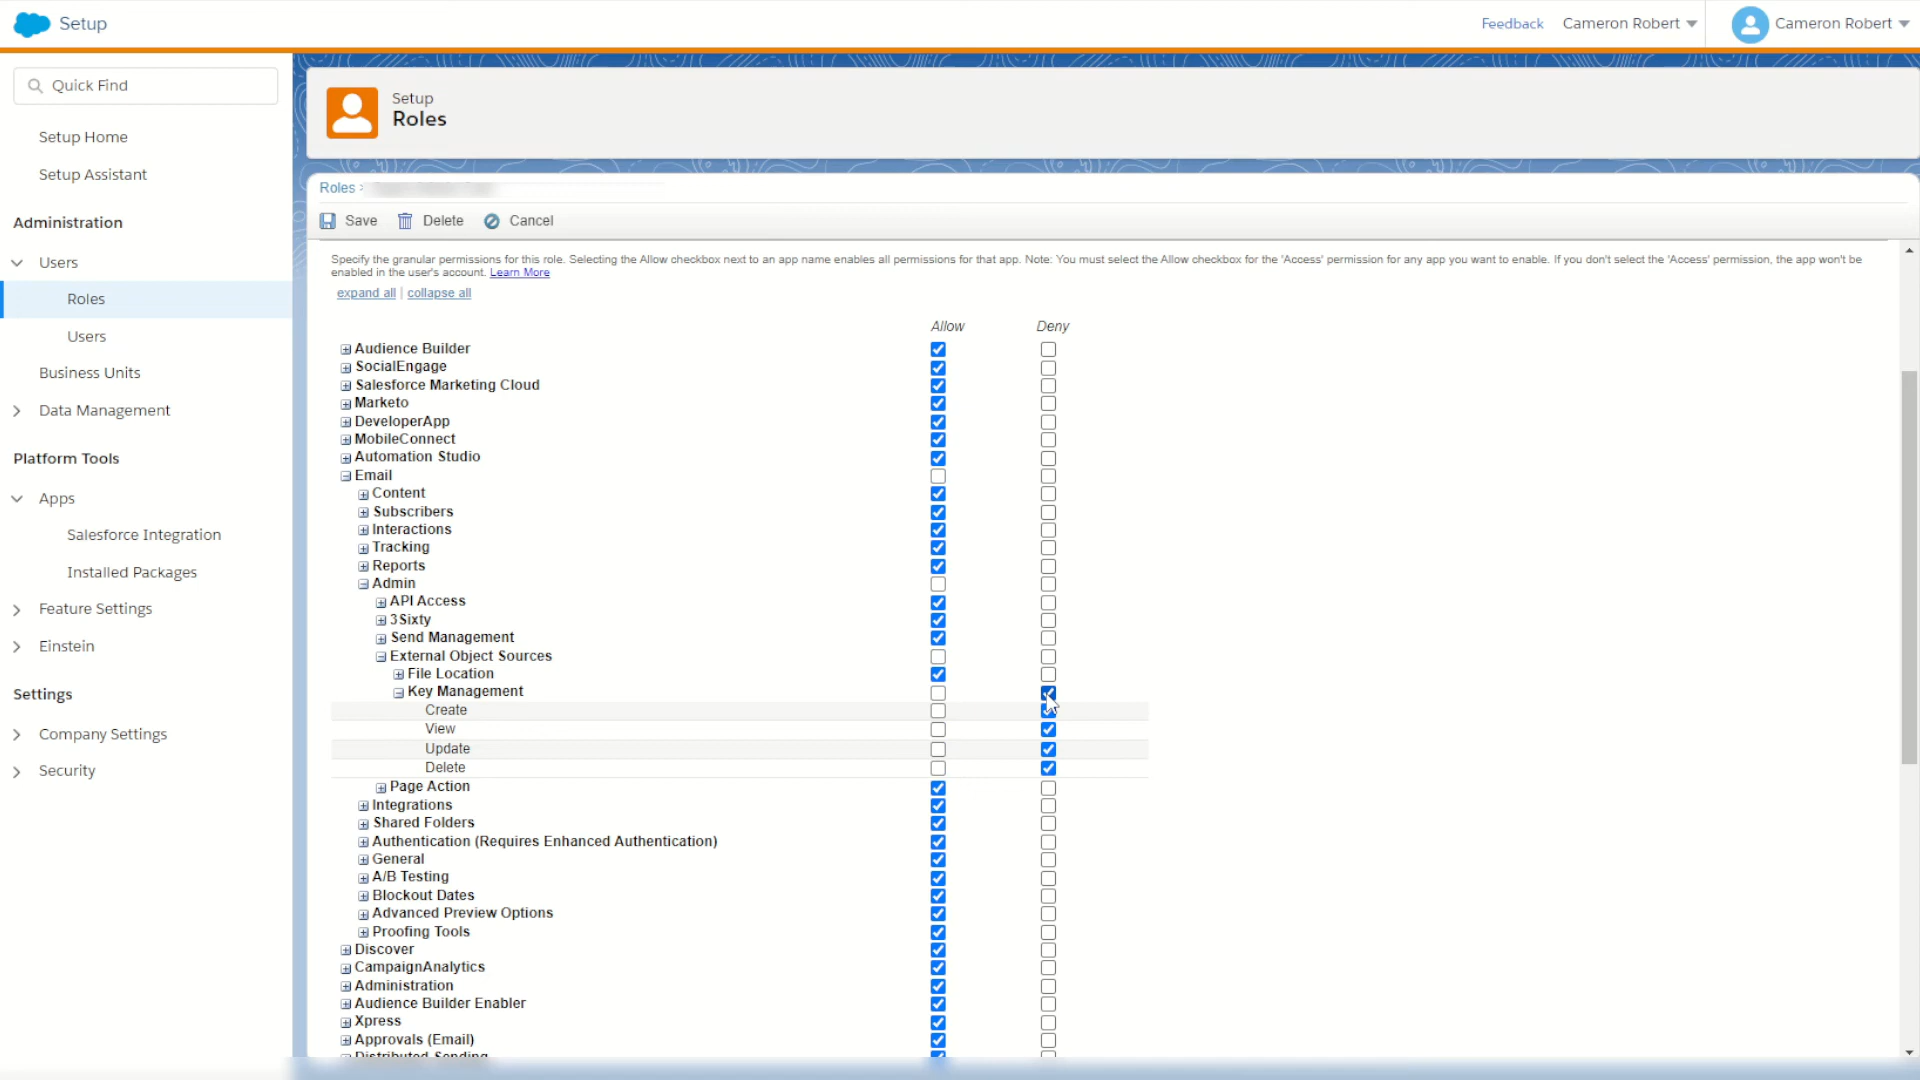 Setup
Feedback
Cameron Robert
Cameron Robert
Quick Find
Setup Home
Setup Assistant
Administration
Users
Roles
Users
Business Units
Data Management
Platform Tools
Apps
Salesforce Integration
Installed Packages
Feature Settings
Einstein
Settings
Company Settings
Security
Setup
Roles
Roles ›
Save
Delete
Cancel
Specify the granular permissions for this role. Selecting the Allow checkbox next to an app name enables all permissions for that app. Note: You must select the Allow checkbox for the 'Access' permission for any app you want to enable. If you don't select the 'Access' permission, the app won't be
enabled in the user's account. Learn More
expand all | collapse all
Allow Deny
Audience Builder
SocialEngage
Salesforce Marketing Cloud
Marketo
DeveloperApp
MobileConnect
Automation Studio
Email
Content
Subscribers
Interactions
Tracking
Reports
Admin
API Access
3Sixty
Send Management
External Object Sources
File Location
Key Management
Create
View
Update
Delete
Page Action
Integrations
Shared Folders
Authentication (Requires Enhanced Authentication)
General
A/B Testing
Blockout Dates
Advanced Preview Options
Proofing Tools
Discover
CampaignAnalytics
Administration
Audience Builder Enabler
Xpress
Approvals (Email)
Distributed Sending